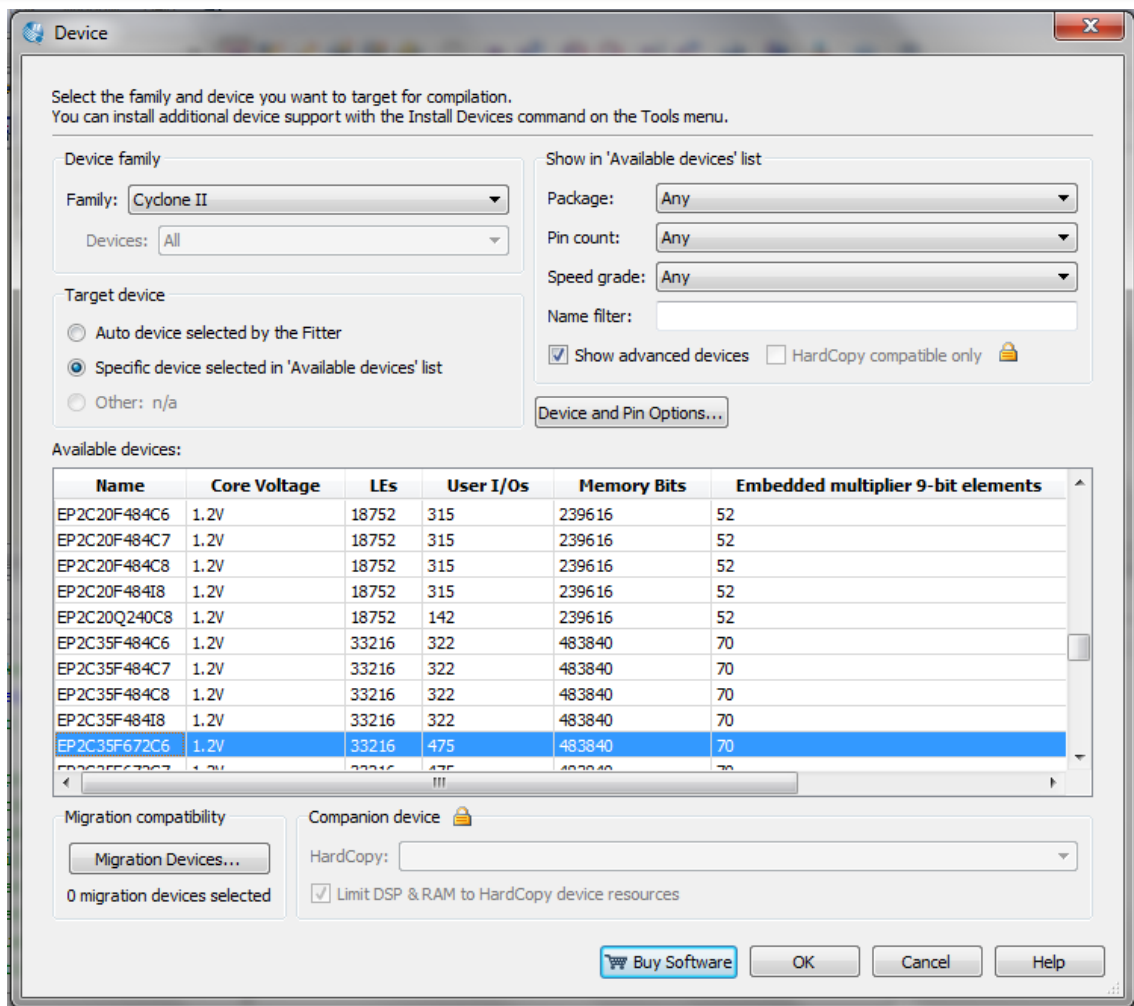 Device
Select the family and device you want to target for compilation.
You can install additional device support with the Install Devices command on the Tools menu.
Device family
Family: Cyclone II
Devices: All
Show in 'Available devices' list
Package: Any
Pin count: Any
Speed grade: Any
Name filter:
Show advanced devices HardCopy compatible only
Target device
Auto device selected by the Fitter
Specific device selected in 'Available devices' list
Other: n/a
Device and Pin Options...
Available devices:
Name Core Voltage LEs User I/Os Memory Bits Embedded multiplier 9-bit elements
EP2C20F484C6 1.2V 18752 315 239616 52
EP2C20F484C7 1.2V 18752 315 239616 52
EP2C20F484C8 1.2V 18752 315 239616 52
EP2C20F484I8 1.2V 18752 315 239616 52
EP2C20Q240C8 1.2V 18752 142 239616 52
EP2C35F484C6 1.2V 33216 322 483840 70
EP2C35F484C7 1.2V 33216 322 483840 70
EP2C35F484C8 1.2V 33216 322 483840 70
EP2C35F484I8 1.2V 33216 322 483840 70
EP2C35F672C6 1.2V 33216 475 483840 70
Migration compatibility
Migration Devices...
0 migration devices selected
Companion device
HardCopy:
Limit DSP & RAM to HardCopy device resources
Buy Software OK Cancel Help